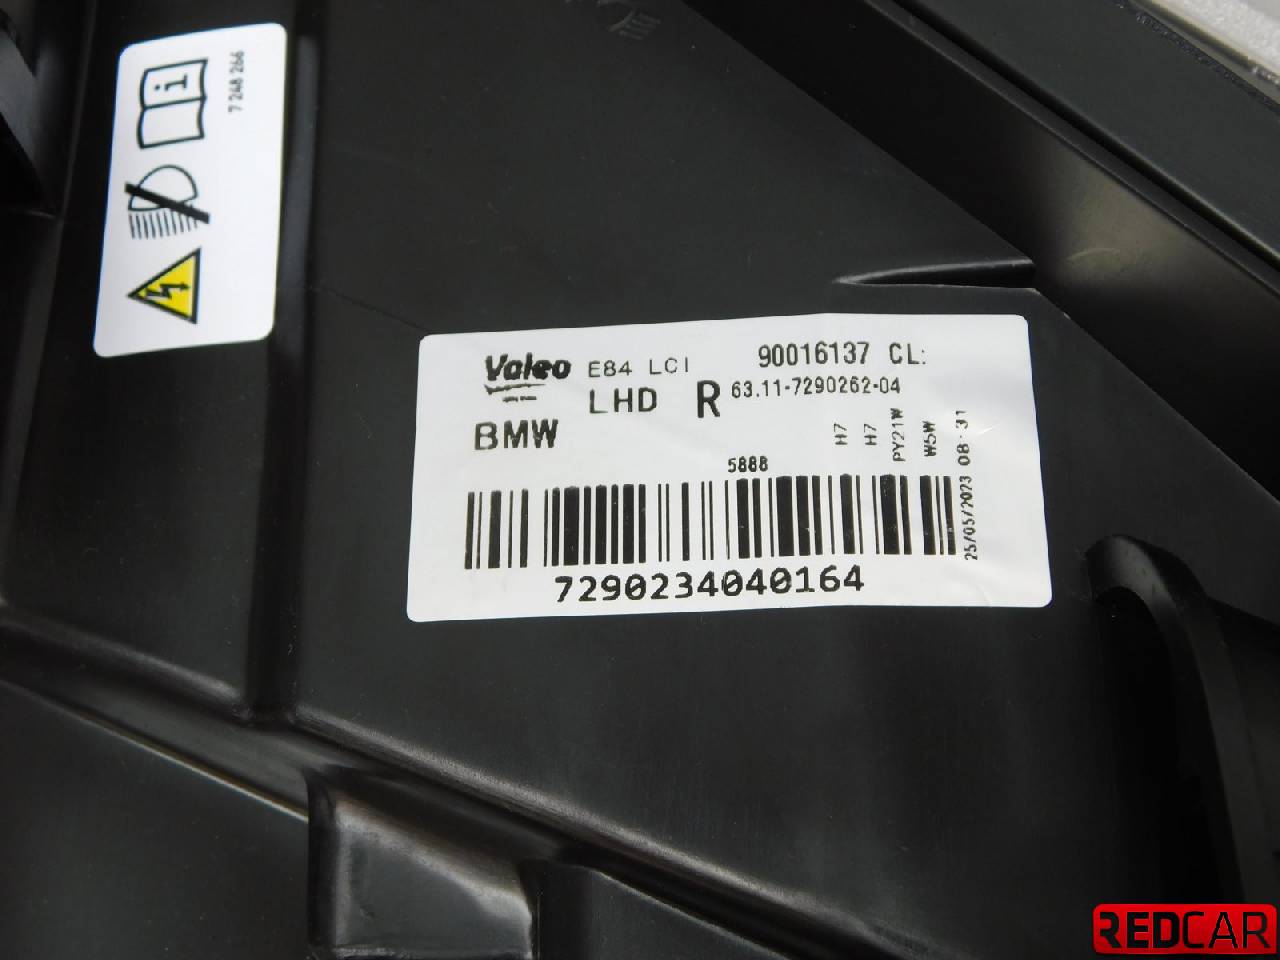 7 248 266
Valeo E84 LCI 90016137 CL:
LHD R 63.11-7290262-04
BMW
H7 H7 PY21W W5W
25/05/2023 08:31
5888
7290234040164
REDCAR